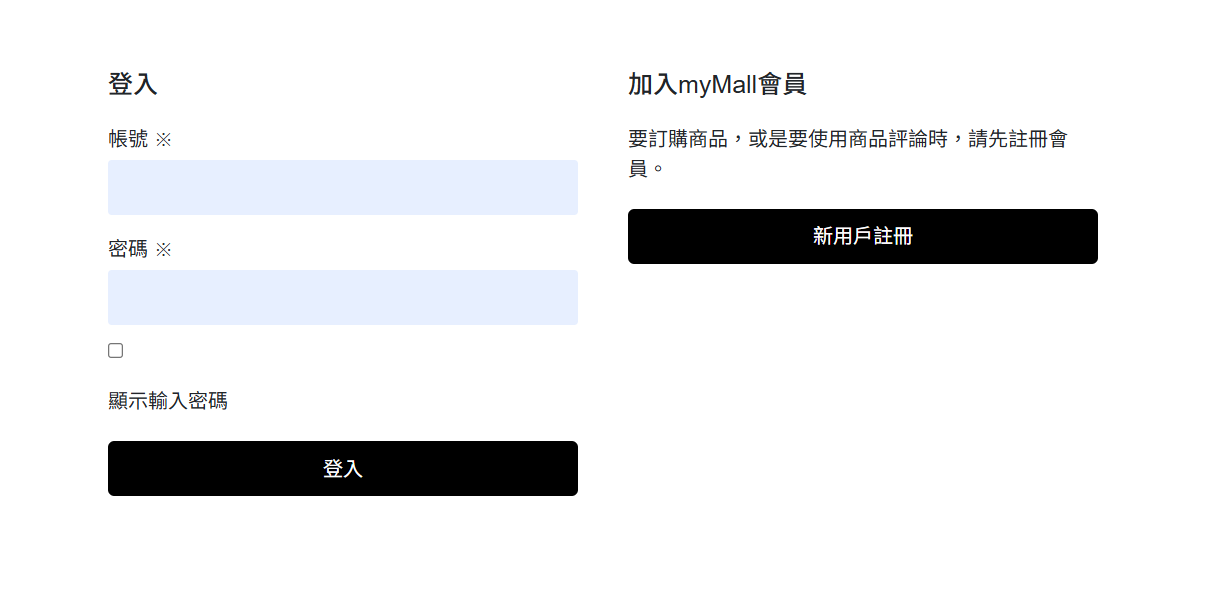 登入
帳號 ※
密碼 ※
顯示輸入密碼
登入
加入myMall會員
要訂購商品，或是要使用商品評論時，請先註冊會
員。
新用戶註冊